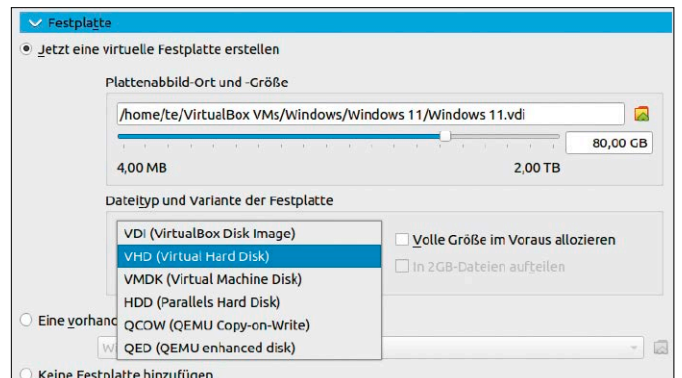 Festplatte
Jetzt eine virtuelle Festplatte erstellen
Plattenabbild-Ort und -Größe
/home/te/VirtualBox VMs/Windows/Windows 11/Windows 11.vdi
80,00 GB
4,00 MB 2,00 TB
Dateityp und Variante der Festplatte
VDI (VirtualBox Disk Image)
Volle Größe im Voraus allozieren
VHD (Virtual Hard Disk)
In 2GB-Dateien aufteilen
VMDK (Virtual Machine Disk)
HDD (Parallels Hard Disk)
Eine vorhand
QCOW (QEMU Copy-on-Write)
QED (QEMU enhanced disk)
Keine Festplatte hinzufügen